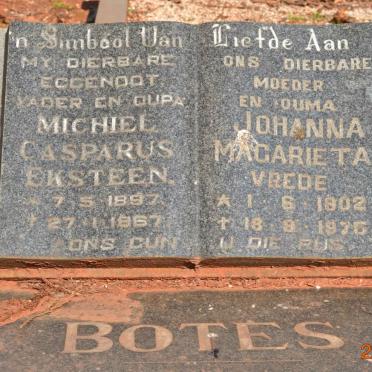 'n Simbool Van
MY DIERBARE
EGGENOOT
VADER EN OUPA
MICHIEL
CASPARUS
EKSTEEN.
* 7.5.1897.
† 27.1.1967
ONS GUN
Liefde Aan
ONS DIERBARE
MOEDER
EN OUMA
JOHANNA
MAGARIETA
VREDE
* 1.6.1902
† 18.9.1976
U DIE RUS
BOTES